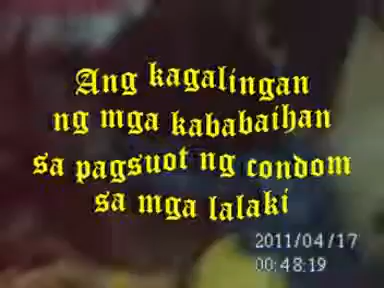 Ang kagalingan
ng mga kababaihan
sa pagsuot ng condom
sa mga lalaki
2011/04/17
00:48:19